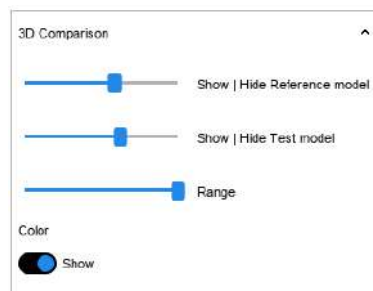 3D Comparison
Show | Hide Reference model
Show | Hide Test model
Range
Color
Show